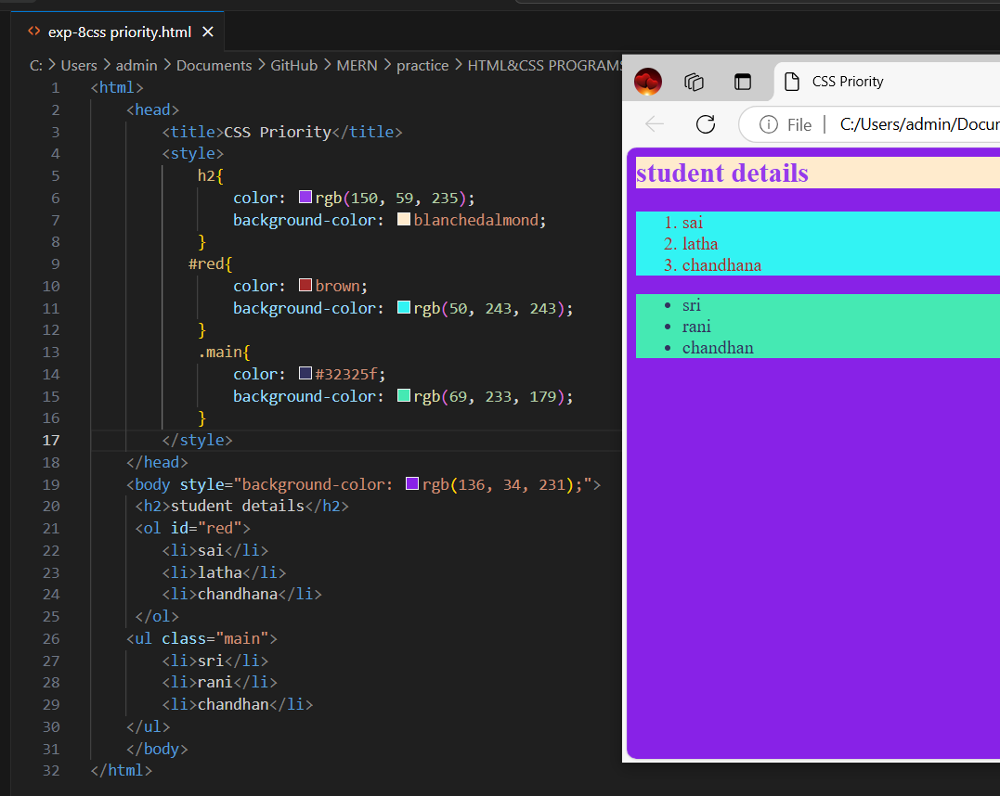 exp-8css priority.html
C: > Users > admin > Documents > GitHub > MERN > practice > HTML&CSS PROGRAMS
1 <html>
2 <head>
3 <title>CSS Priority</title>
4 <style>
5 h2{
6 color: rgb(150, 59, 235);
7 background-color: blanchedalmond;
8 }
9 #red{
10 color: brown;
11 background-color: rgb(50, 243, 243);
12 }
13 .main{
14 color: #32325f;
15 background-color: rgb(69, 233, 179);
16 }
17 </style>
18 </head>
19 <body style="background-color: rgb(136, 34, 231);">
20 <h2>student details</h2>
21 <ol id="red">
22 <li>sai</li>
23 <li>latha</li>
24 <li>chandhana</li>
25 </ol>
26 <ul class="main">
27 <li>sri</li>
28 <li>rani</li>
29 <li>chandhan</li>
30 </ul>
31 </body>
32 </html>
CSS Priority
File | C:/Users/admin/Docum
student details
1. sai
2. latha
3. chandhana
• sri
• rani
• chandhan